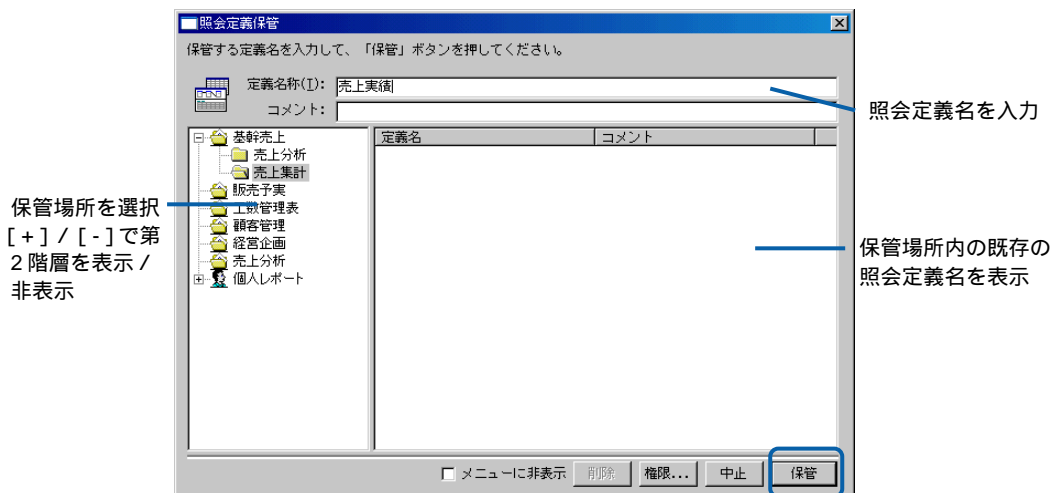 照会定義保管
保管する定義名を入力して、「保管」ボタンを押してください。
定義名称(I): 売上実績
コメント:
照会定義名を入力
基幹売上
売上分析
売上集計
販売予実
工数管理表
顧客管理
経営企画
売上分析
個人レポート
定義名 コメント
保管場所を選択
[+]/[-]で第
2階層を表示/
非表示
保管場所内の既存の
照会定義名を表示
メニューに非表示 削除 権限... 中止 保管